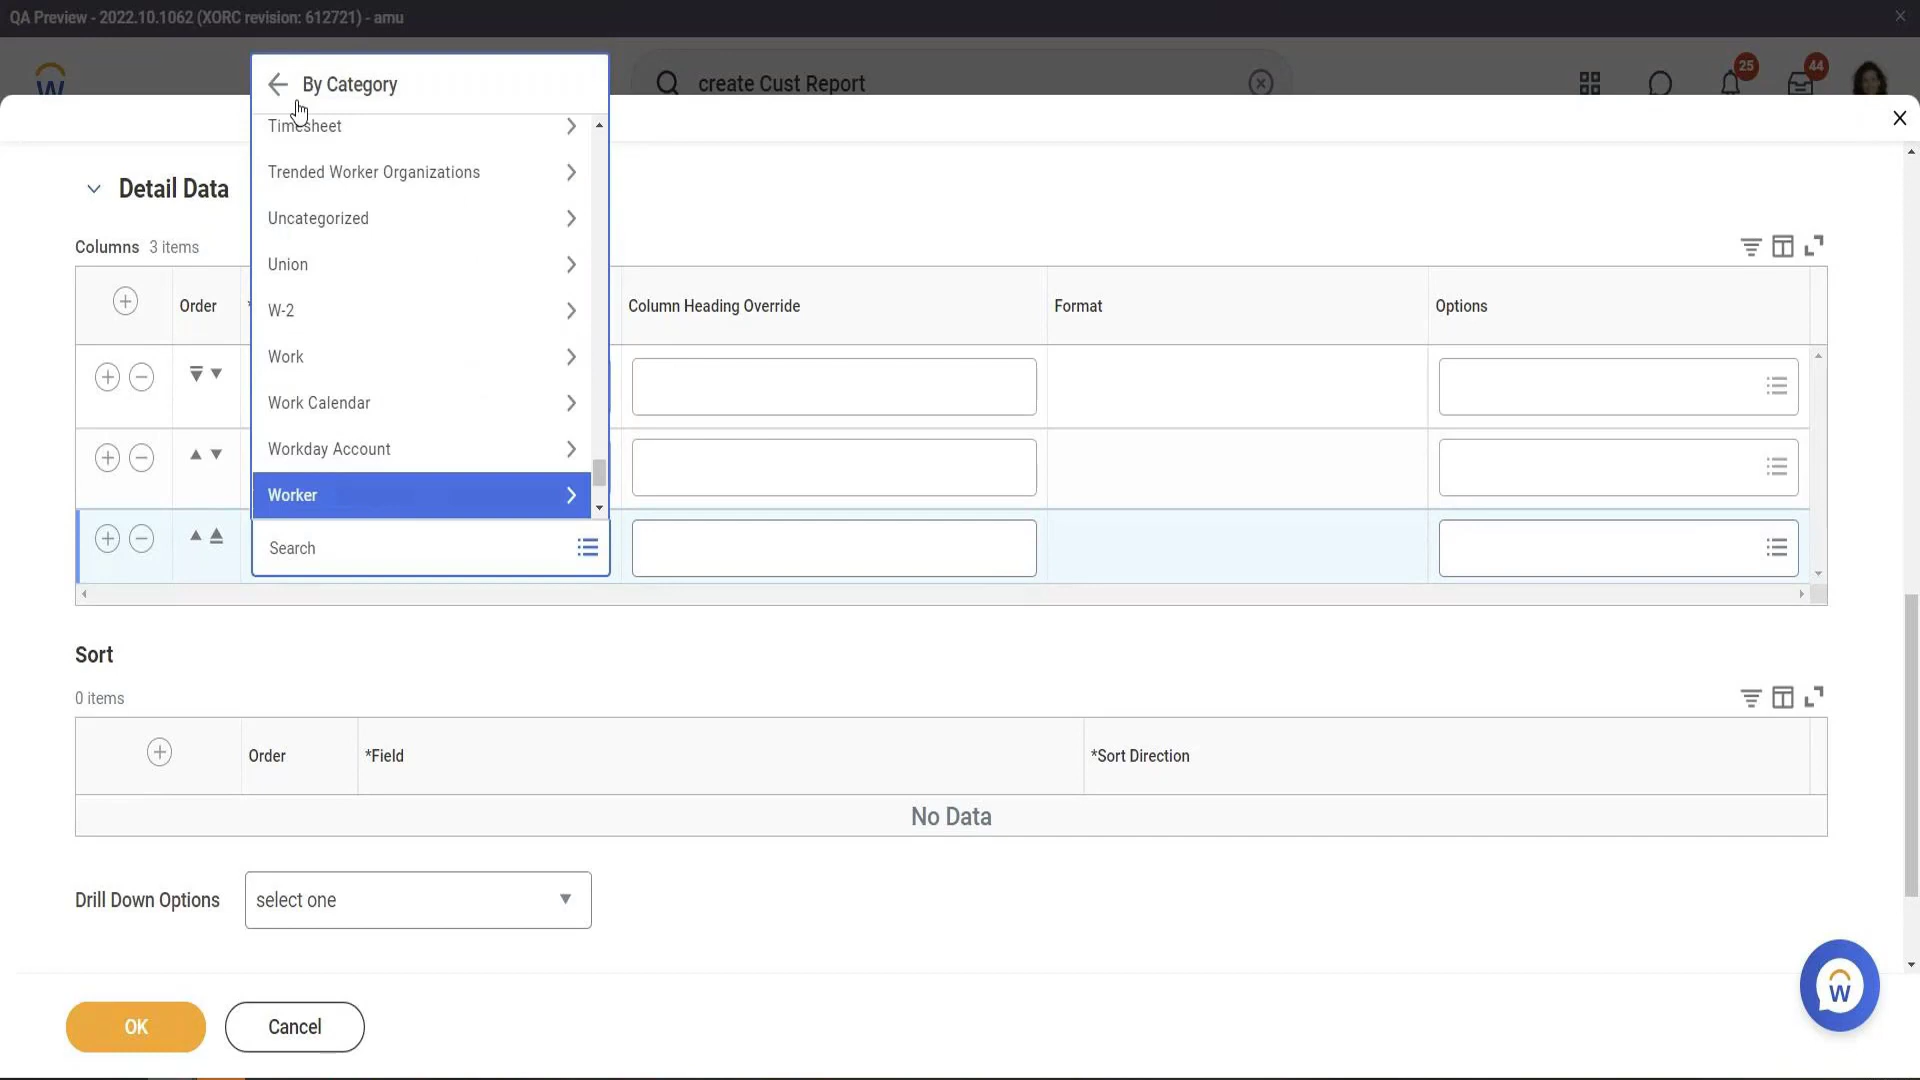 QA Preview - 2022.10.1062 (XORC revision: 612721) - amu
W
By Category
create Cust Report
25
44
Timesheet
Trended Worker Organizations
Detail Data
Uncategorized
Columns 3 items
Union
Order
W-2
Column Heading Override
Format
Options
Work
Work Calendar
Workday Account
Worker
Search
Sort
0 items
Order
*Field
*Sort Direction
No Data
Drill Down Options
select one
W
OK
Cancel